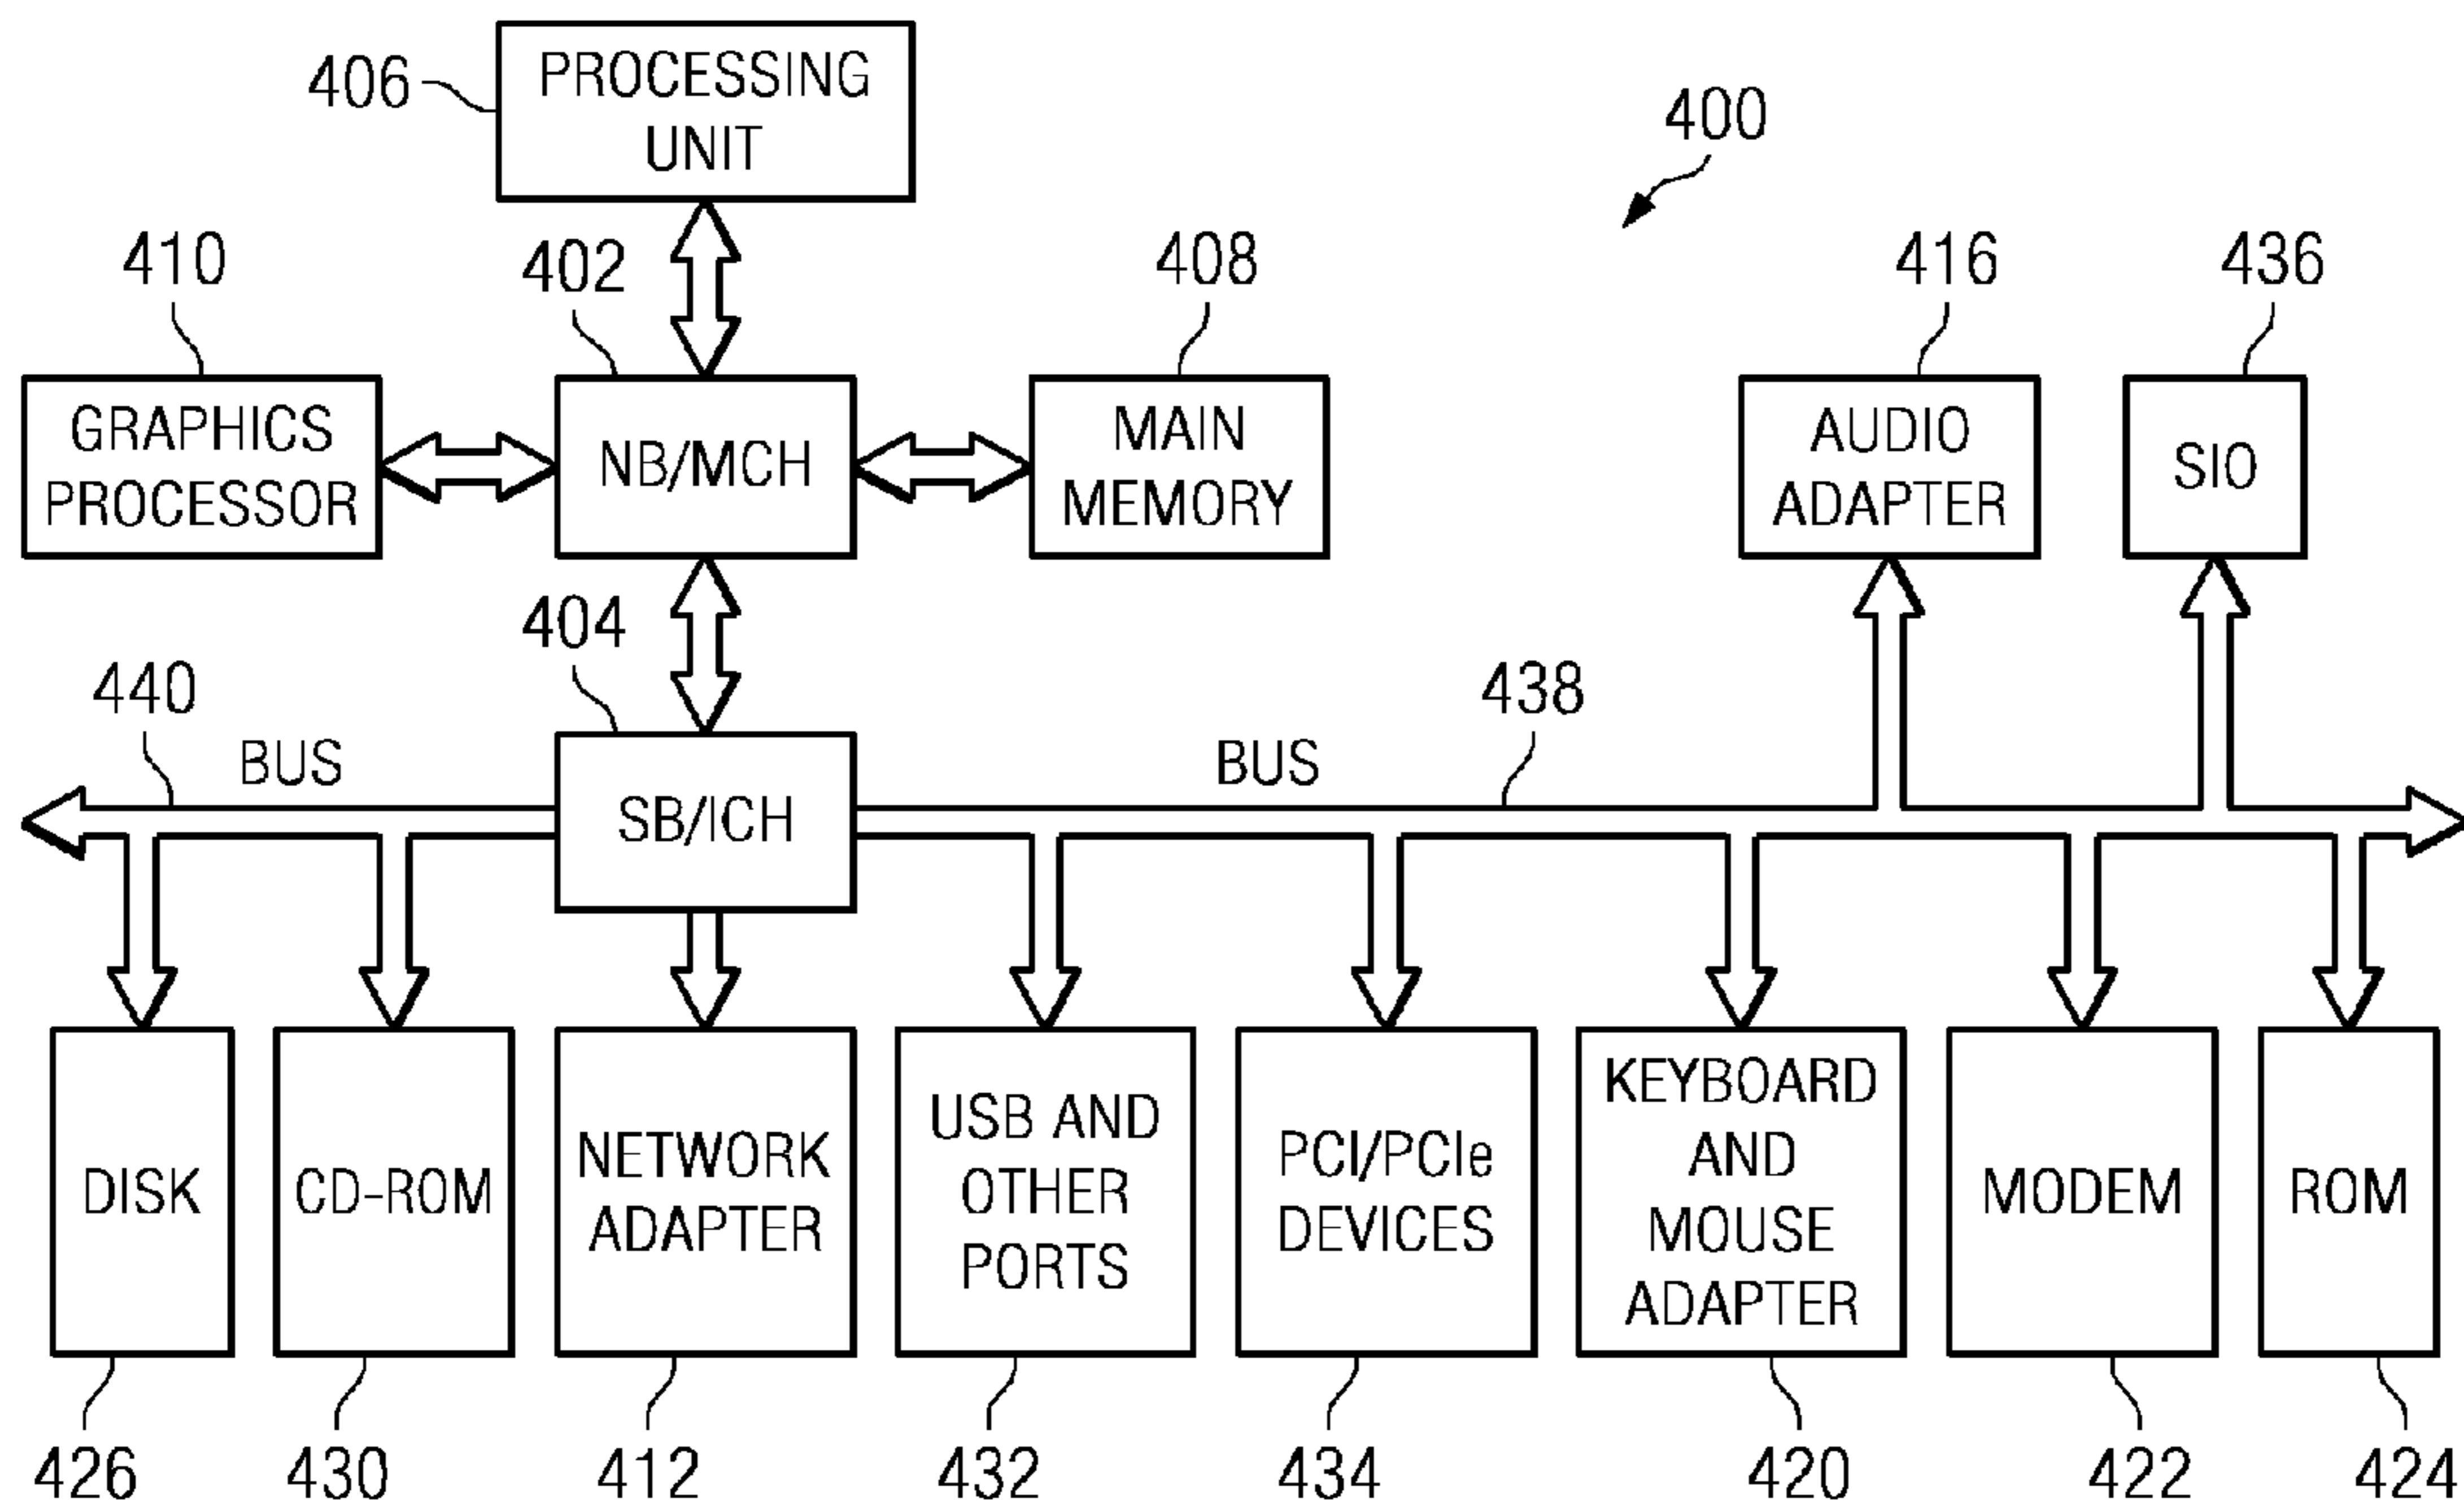 406
PROCESSING
UNIT
400
410
402
408
416
436
GRAPHICS
PROCESSOR
NB/MCH
MAIN
MEMORY
AUDIO
ADAPTER
SIO
404
440
BUS
SB/ICH
BUS
438
DISK
CD-ROM
NETWORK
ADAPTER
USB AND
OTHER
PORTS
PCI/PCIe
DEVICES
KEYBOARD
AND
MOUSE
ADAPTER
MODEM
ROM
426
430
412
432
434
420
422
424